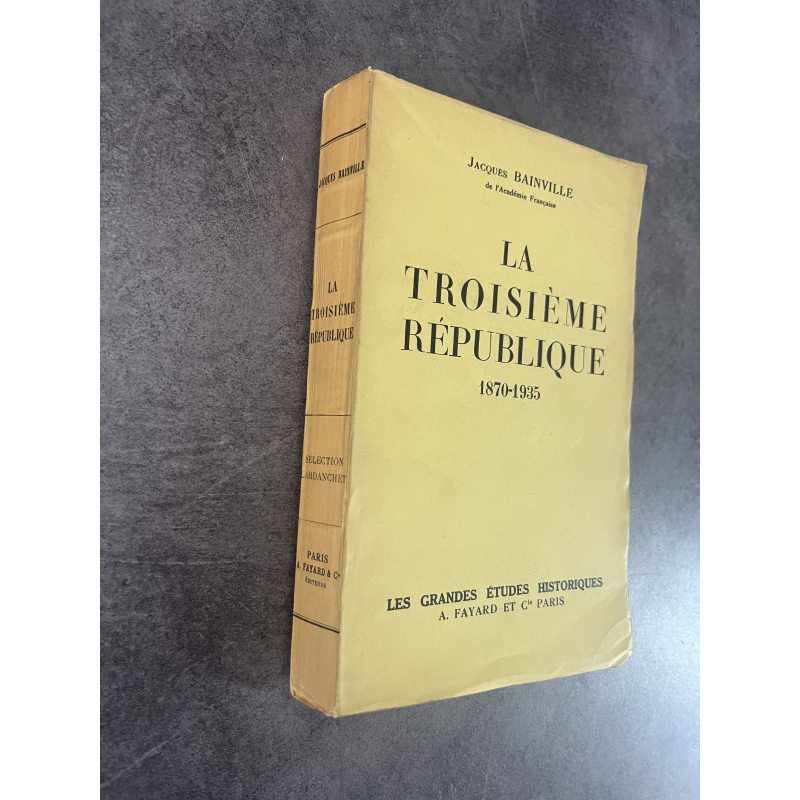 JACQUES BAINVILLE
LA
TROISIÈME
RÉPUBLIQUE
SÉLECTION
LARDANCHET
PARIS
A. FAYARD & Cie
ÉDITEURS
JACQUES BAINVILLE
de l'Académie Française
LA
TROISIÈME
RÉPUBLIQUE
1870-1935
LES GRANDES ÉTUDES HISTORIQUES
A. FAYARD ET Cie PARIS